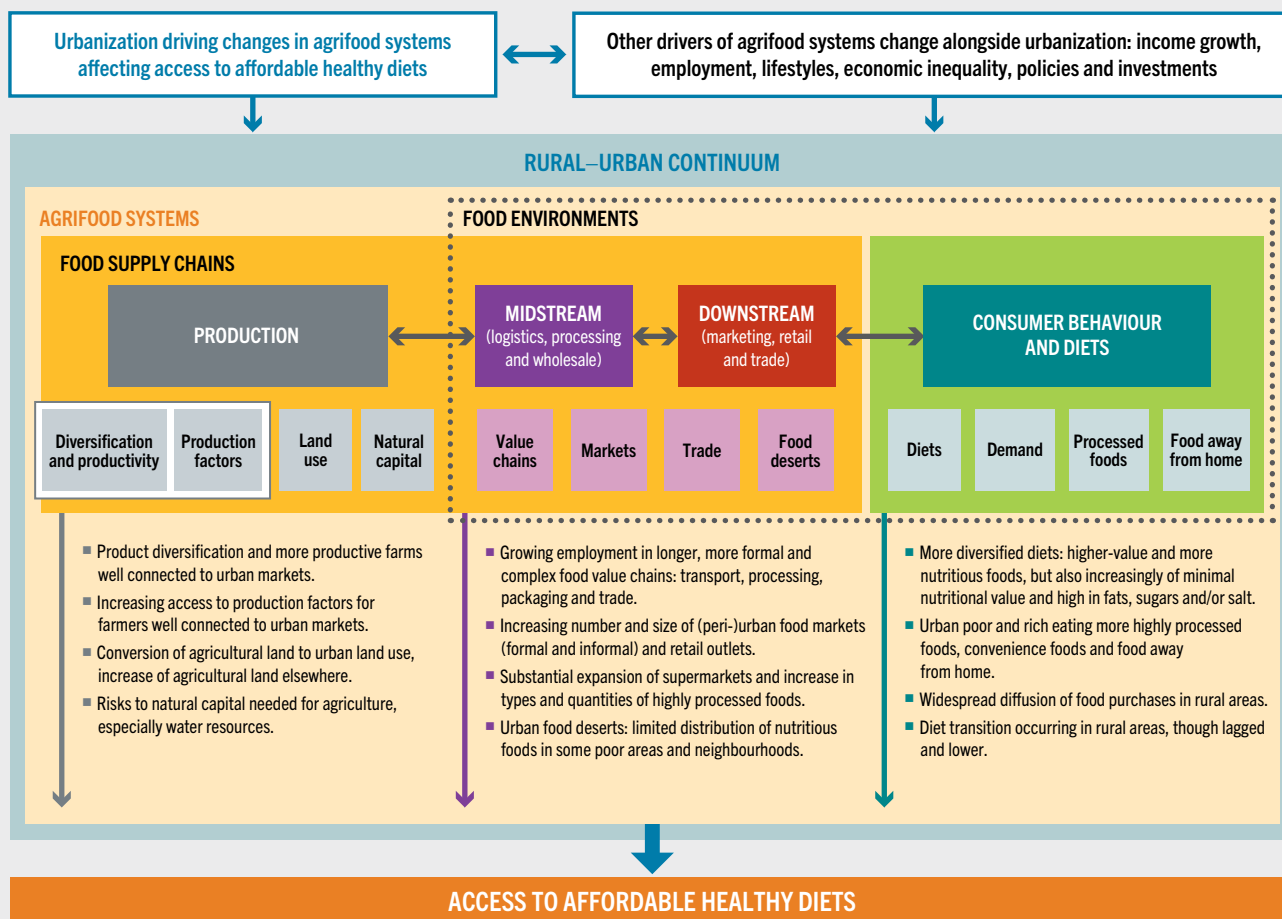 Urbanization driving changes in agrifood systems
affecting access to affordable healthy diets
Other drivers of agrifood systems change alongside urbanization: income growth,
employment, lifestyles, economic inequality, policies and investments
RURAL–URBAN CONTINUUM
AGRIFOOD SYSTEMS
FOOD ENVIRONMENTS
FOOD SUPPLY CHAINS
PRODUCTION
MIDSTREAM
(logistics, processing
and wholesale)
DOWNSTREAM
(marketing, retail
and trade)
CONSUMER BEHAVIOUR
AND DIETS
Diversification
and productivity
Production
factors
Land
use
Natural
capital
Value
chains
Markets
Trade
Food
deserts
Diets
Demand
Processed
foods
Food away
from home
■ Product diversification and more productive farms
well connected to urban markets.
■ Increasing access to production factors for
farmers well connected to urban markets.
■ Conversion of agricultural land to urban land use,
increase of agricultural land elsewhere.
■ Risks to natural capital needed for agriculture,
especially water resources.
■ Growing employment in longer, more formal and
complex food value chains: transport, processing,
packaging and trade.
■ Increasing number and size of (peri-)urban food markets
(formal and informal) and retail outlets.
■ Substantial expansion of supermarkets and increase in
types and quantities of highly processed foods.
■ Urban food deserts: limited distribution of nutritious
foods in some poor areas and neighbourhoods.
■ More diversified diets: higher-value and more
nutritious foods, but also increasingly of minimal
nutritional value and high in fats, sugars and/or salt.
■ Urban poor and rich eating more highly processed
foods, convenience foods and food away
from home.
■ Widespread diffusion of food purchases in rural areas.
■ Diet transition occurring in rural areas, though lagged
and lower.
ACCESS TO AFFORDABLE HEALTHY DIETS